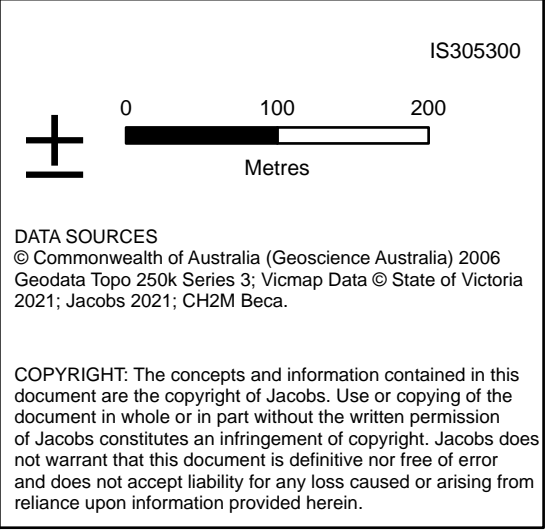 IS305300
0 100 200
±
Metres
DATA SOURCES
© Commonwealth of Australia (Geoscience Australia) 2006
Geodata Topo 250k Series 3; Vicmap Data © State of Victoria
2021; Jacobs 2021; CH2M Beca.
COPYRIGHT: The concepts and information contained in this
document are the copyright of Jacobs. Use or copying of the
document in whole or in part without the written permission
of Jacobs constitutes an infringement of copyright. Jacobs does
not warrant that this document is definitive nor free of error
and does not accept liability for any loss caused or arising from
reliance upon information provided herein.